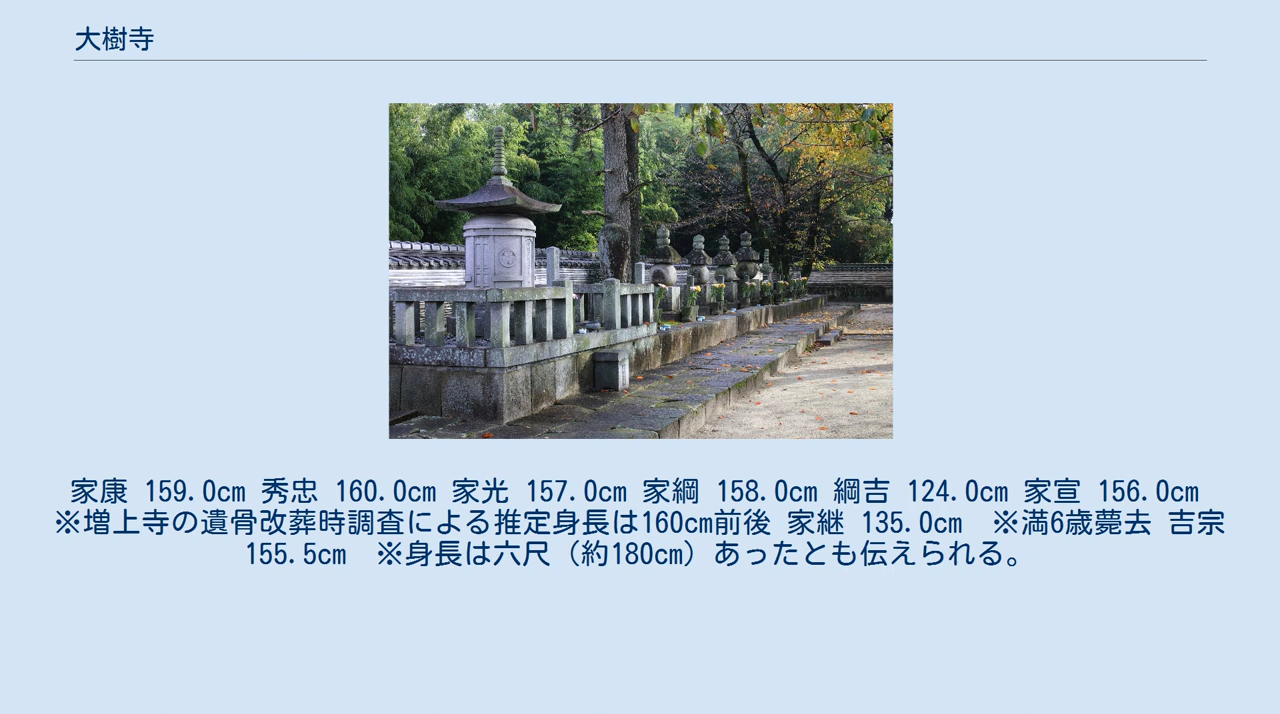 大樹寺
家康 159.0cm 秀忠 160.0cm 家光 157.0cm 家綱 158.0cm 綱吉 124.0cm 家宣 156.0cm
※増上寺の遺骨改葬時調査による推定身長は160cm前後 家継 135.0cm　※満6歳薨去 吉宗
155.5cm　※身長は六尺（約180cm）あったとも伝えられる。